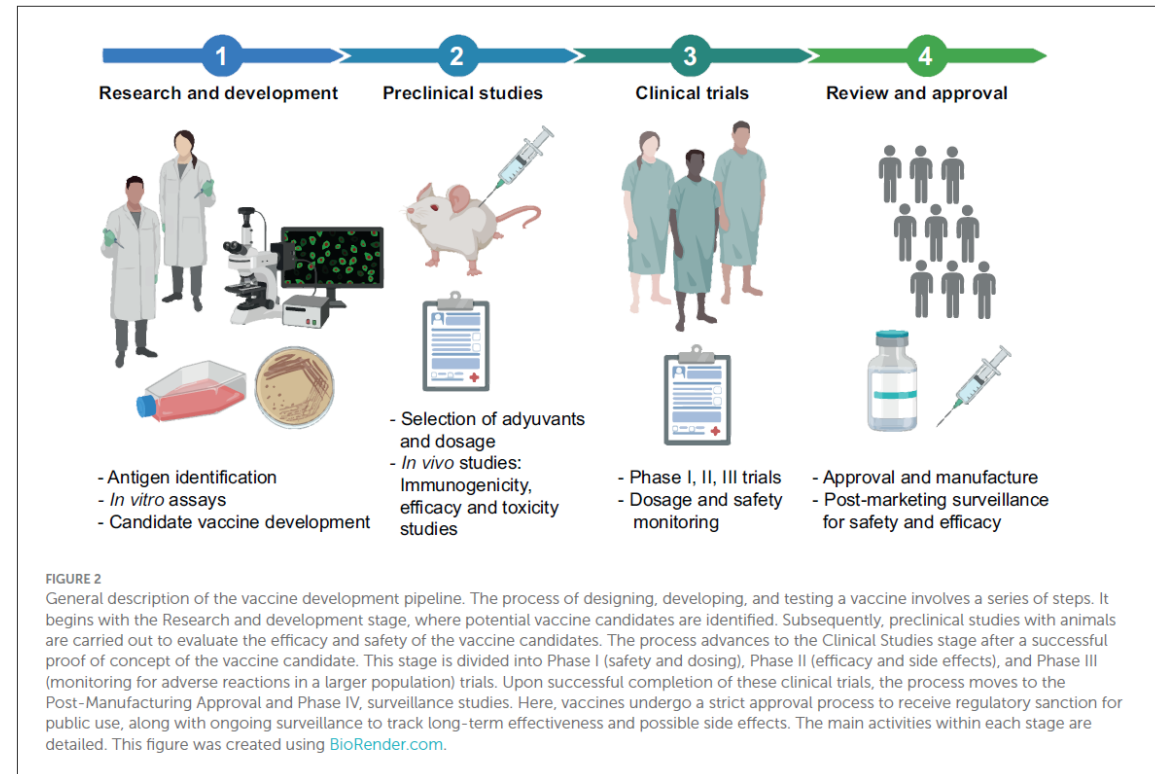 1
2
3
4
Research and development
Preclinical studies
Clinical trials
Review and approval
- Antigen identification
- In vitro assays
- Candidate vaccine development
- Selection of adyuvants
and dosage
- In vivo studies:
Immunogenicity,
efficacy and toxicity
studies
- Phase I, II, III trials
- Dosage and safety
monitoring
- Approval and manufacture
- Post-marketing surveillance
for safety and efficacy
FIGURE 2
General description of the vaccine development pipeline. The process of designing, developing, and testing a vaccine involves a series of steps. It
begins with the Research and development stage, where potential vaccine candidates are identified. Subsequently, preclinical studies with animals
are carried out to evaluate the efficacy and safety of the vaccine candidates. The process advances to the Clinical Studies stage after a successful
proof of concept of the vaccine candidate. This stage is divided into Phase I (safety and dosing), Phase II (efficacy and side effects), and Phase III
(monitoring for adverse reactions in a larger population) trials. Upon successful completion of these clinical trials, the process moves to the
Post-Manufacturing Approval and Phase IV, surveillance studies. Here, vaccines undergo a strict approval process to receive regulatory sanction for
public use, along with ongoing surveillance to track long-term effectiveness and possible side effects. The main activities within each stage are
detailed. This figure was created using BioRender.com.